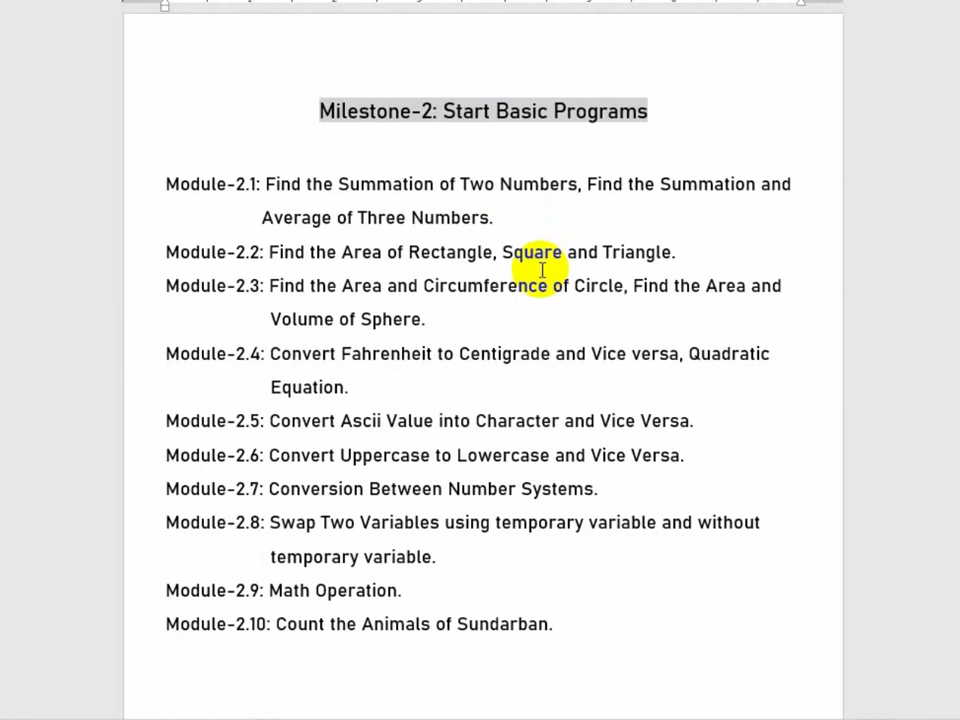 Milestone-2: Start Basic Programs
Module-2.1: Find the Summation of Two Numbers, Find the Summation and
Average of Three Numbers.
Module-2.2: Find the Area of Rectangle, Square and Triangle.
Module-2.3: Find the Area and Circumference of Circle, Find the Area and
Volume of Sphere.
Module-2.4: Convert Fahrenheit to Centigrade and Vice versa, Quadratic
Equation.
Module-2.5: Convert Ascii Value into Character and Vice Versa.
Module-2.6: Convert Uppercase to Lowercase and Vice Versa.
Module-2.7: Conversion Between Number Systems.
Module-2.8: Swap Two Variables using temporary variable and without
temporary variable.
Module-2.9: Math Operation.
Module-2.10: Count the Animals of Sundarban.